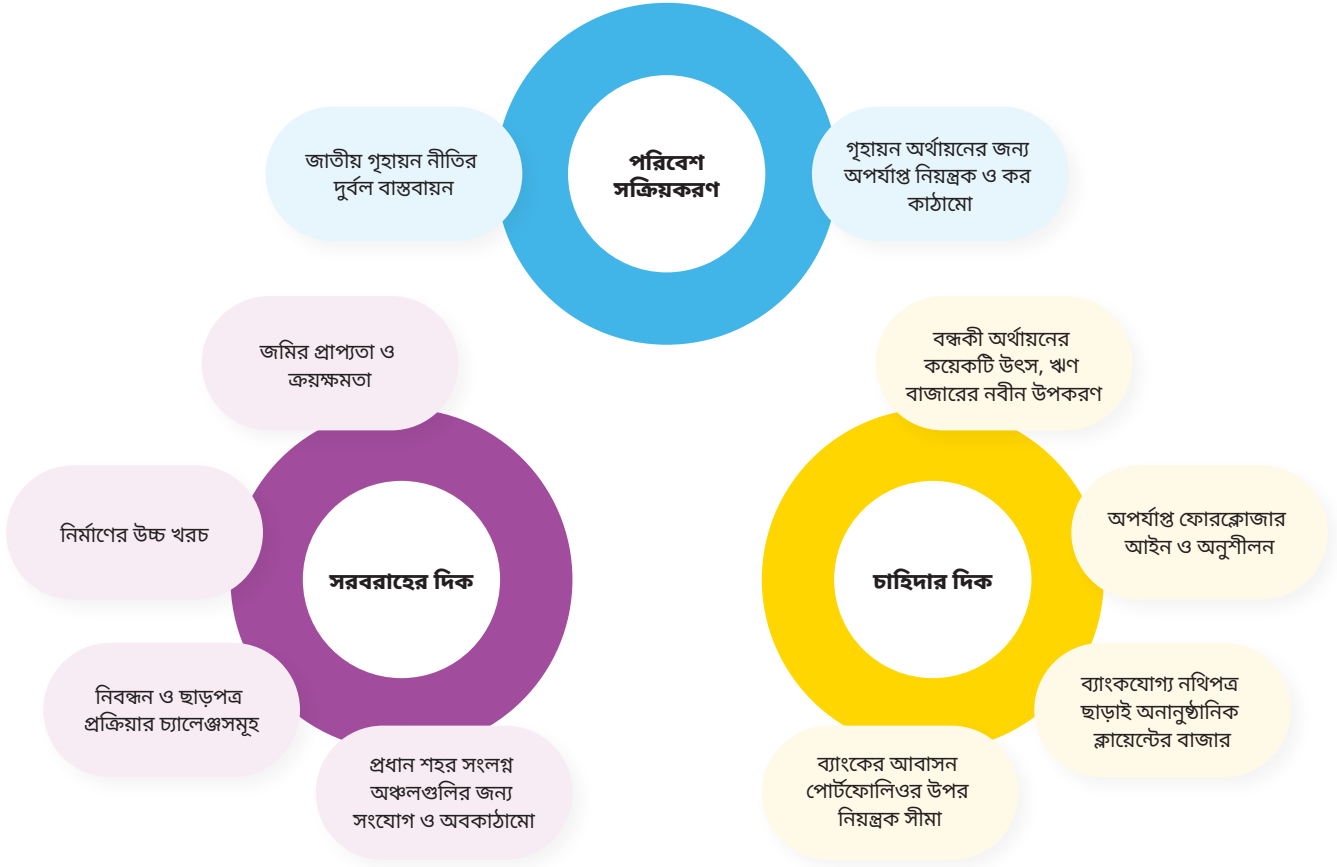 জাতীয় গৃহায়ন নীতির
দুর্বল বাস্তবায়ন
পরিবেশ
সক্রিয়করণ
গৃহায়ন অর্থায়নের জন্য
অপর্যাপ্ত নিয়ন্ত্রক ও কর
কাঠামো
জমির প্রাপ্যতা ও
ক্রয়ক্ষমতা
নির্মাণের উচ্চ খরচ
সরবরাহের দিক
নিবন্ধন ও ছাড়পত্র
প্রক্রিয়ার চ্যালেঞ্জসমূহ
প্রধান শহর সংলগ্ন
অঞ্চলগুলির জন্য
সংযোগ ও অবকাঠামো
বন্ধকী অর্থায়নের
কয়েকটি উৎস, ঋণ
বাজারের নবীন উপকরণ
অপর্যাপ্ত ফোরক্লোজার
আইন ও অনুশীলন
চাহিদার দিক
ব্যাংকযোগ্য নথিপত্র
ছাড়াই অনানুষ্ঠানিক
ক্লায়েন্টের বাজার
ব্যাংকের আবাসন
পোর্টফোলিওর উপর
নিয়ন্ত্রক সীমা